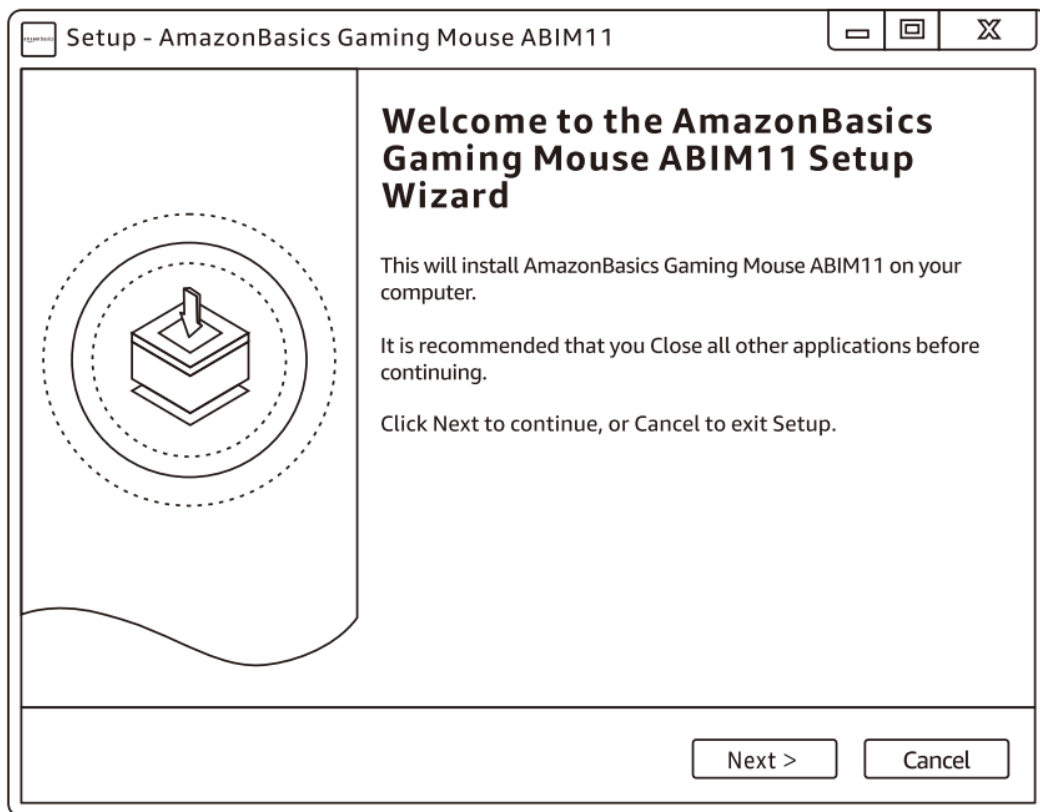 Setup - AmazonBasics Gaming Mouse ABIM11
Welcome to the AmazonBasics
Gaming Mouse ABIM11 Setup
Wizard
This will install AmazonBasics Gaming Mouse ABIM11 on your
computer.
It is recommended that you Close all other applications before
continuing.
Click Next to continue, or Cancel to exit Setup.
Next >
Cancel